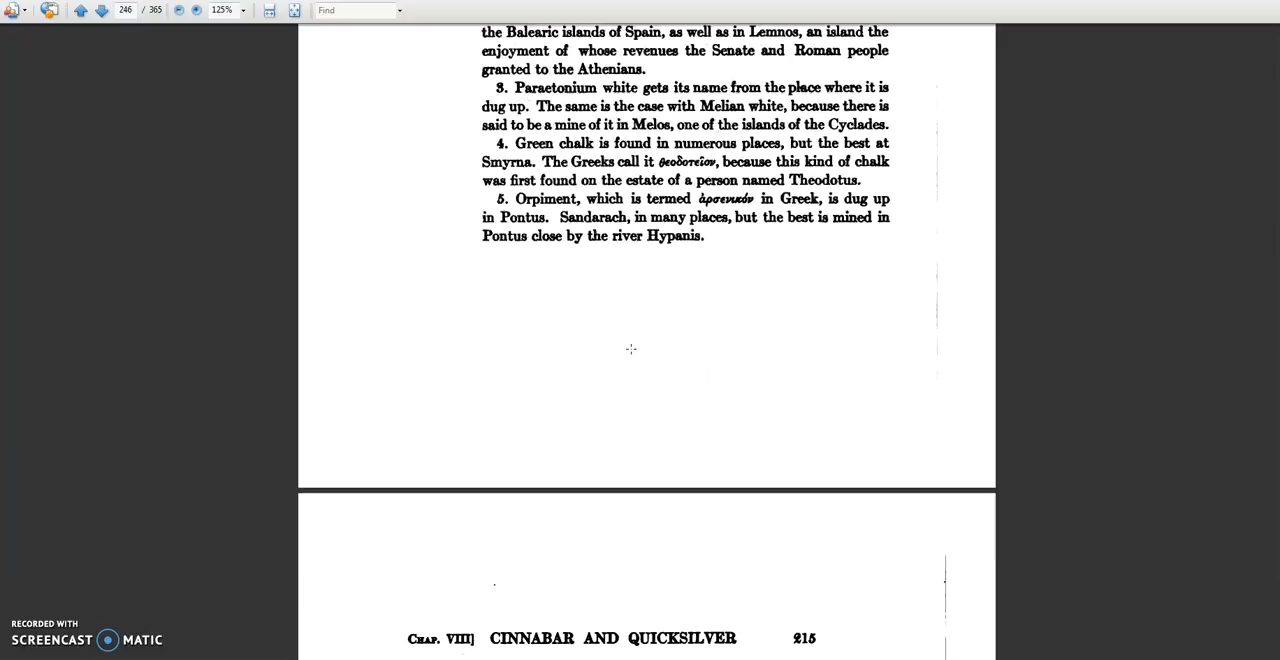 246 / 365 125% Find
the Balearic islands of Spain, as well as in Lemnos, an island the
enjoyment of whose revenues the Senate and Roman people
granted to the Athenians.
3. Paraetonium white gets its name from the place where it is
dug up. The same is the case with Melian white, because there is
said to be a mine of it in Melos, one of the islands of the Cyclades.
4. Green chalk is found in numerous places, but the best at
Smyrna. The Greeks call it θεοδοτεῖον, because this kind of chalk
was first found on the estate of a person named Theodotus.
5. Orpiment, which is termed ἀρσενικόν in Greek, is dug up
in Pontus. Sandarach, in many places, but the best is mined in
Pontus close by the river Hypanis.
CHAP. VIII] CINNABAR AND QUICKSILVER 215
RECORDED WITH
SCREENCAST MATIC